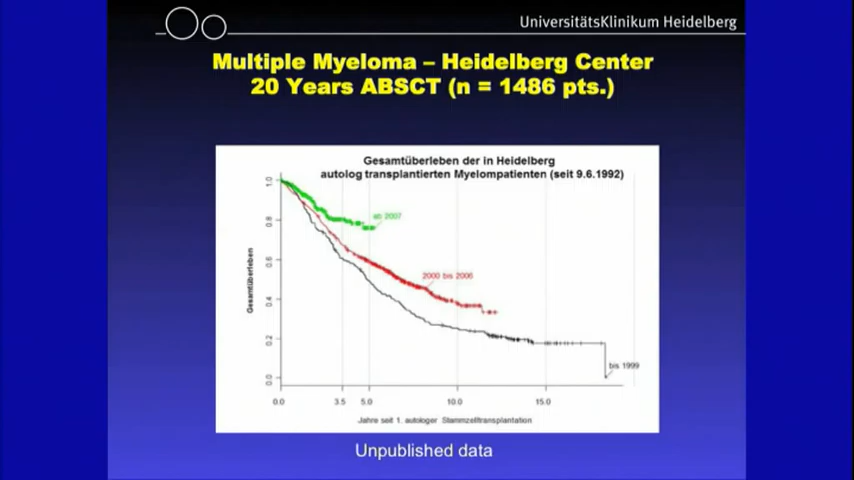 UniversitätsKlinikum Heidelberg
Multiple Myeloma – Heidelberg Center
20 Years ABSCT (n = 1486 pts.)
Gesamtüberleben der in Heidelberg
autolog transplantierten Myelompatienten (seit 9.6.1992)
Gesamtüberleben
1.0
0.8
0.6
0.4
0.2
0.0
ab 2007
2000 bis 2006
bis 1999
0.0 3.5 5.0 10.0 15.0
Jahre seit 1. autologer Stammzelltransplantation
Unpublished data